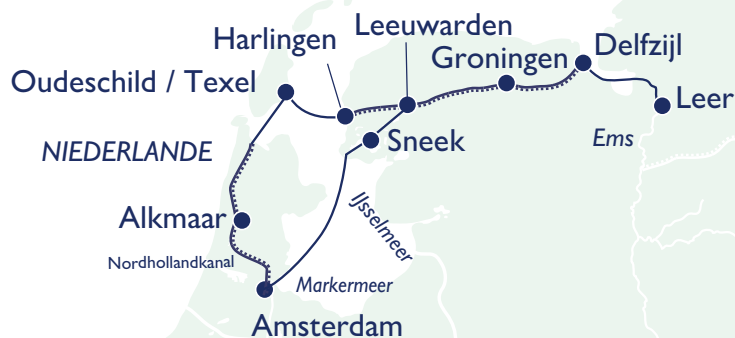 Leeuwarden
Harlingen
Delfzijl
Groningen
Oudeschild / Texel
Leer
Sneek
Ems
NIEDERLANDE
Alkmaar
IJsselmeer
Nordhollandkanal
Markermeer
Amsterdam